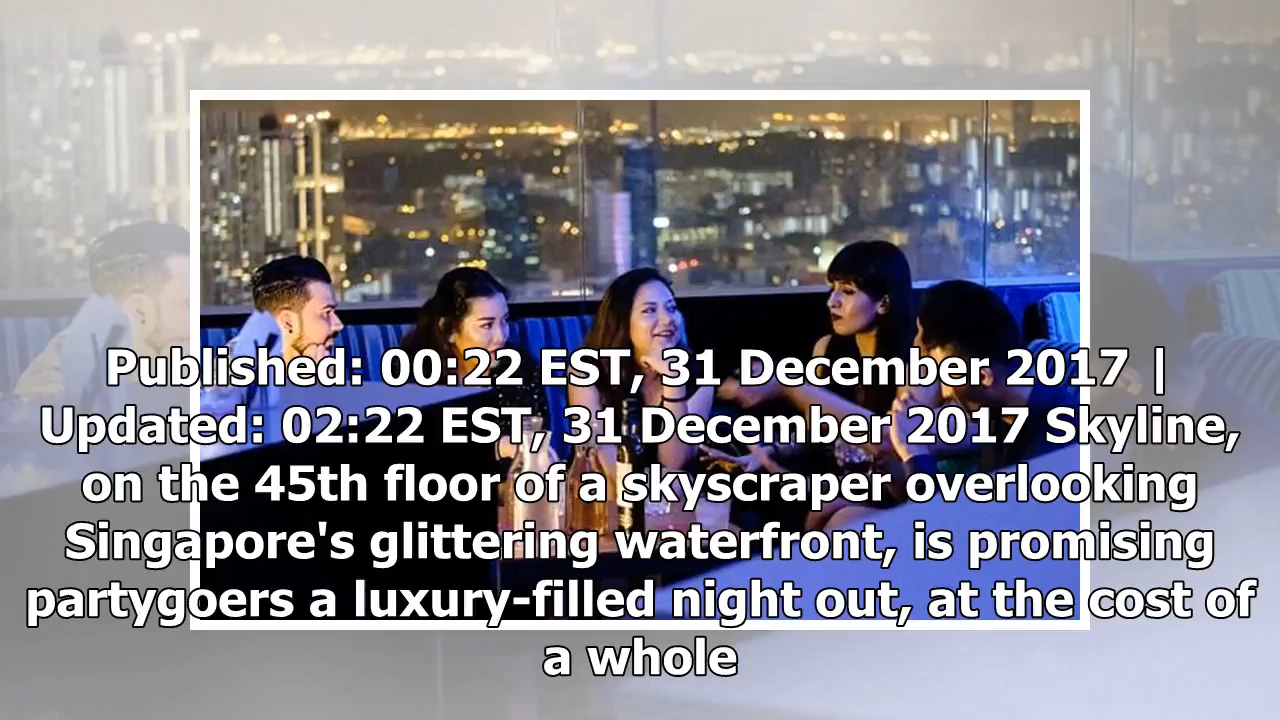 Published: 00:22 EST, 31 December 2017 |
Updated: 02:22 EST, 31 December 2017 Skyline,
on the 45th floor of a skyscraper overlooking
Singapore's glittering waterfront, is promising
partygoers a luxury-filled night out, at the cost of
a whole